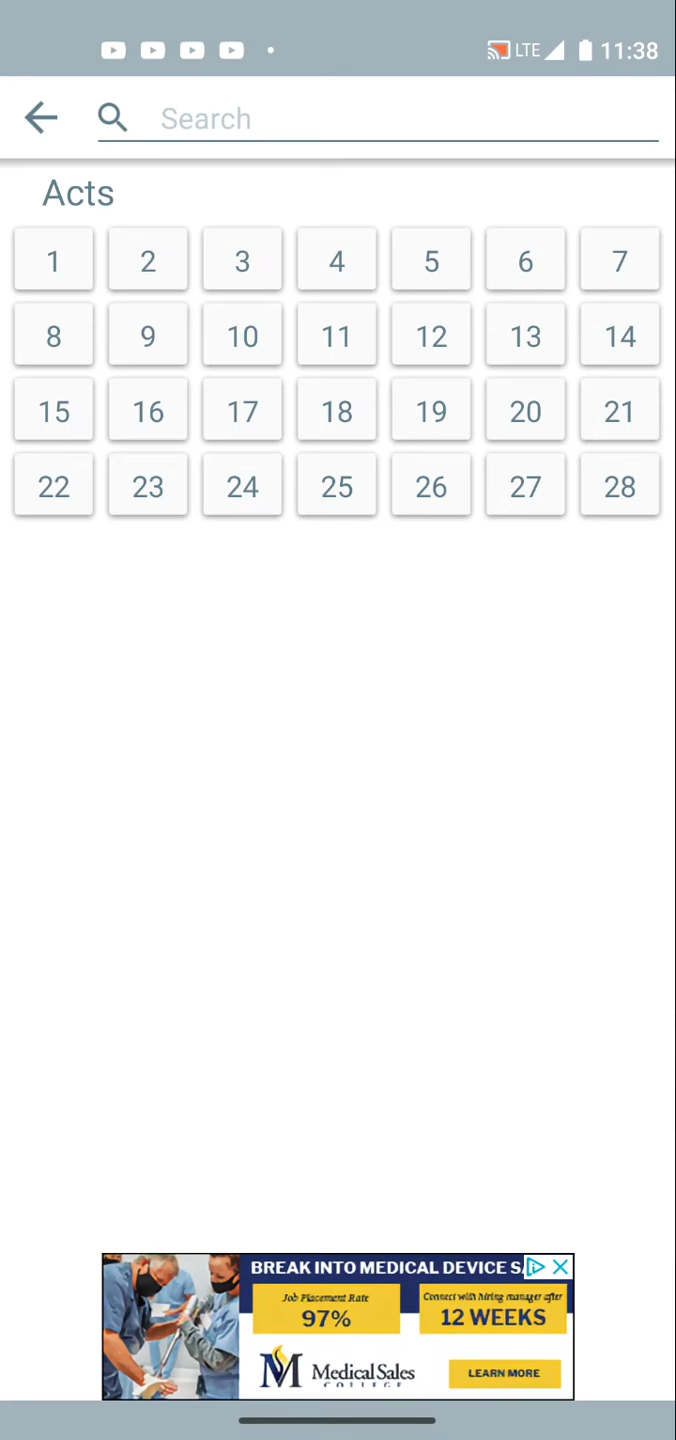 LTE 11:38
Search
Acts
1 2 3 4 5 6 7
8 9 10 11 12 13 14
15 16 17 18 19 20 21
22 23 24 25 26 27 28
BREAK INTO MEDICAL DEVICE SA
Job Placement Rate
97%
Connect with hiring manager after
12 WEEKS
M Medical Sales
COLLEGE
LEARN MORE